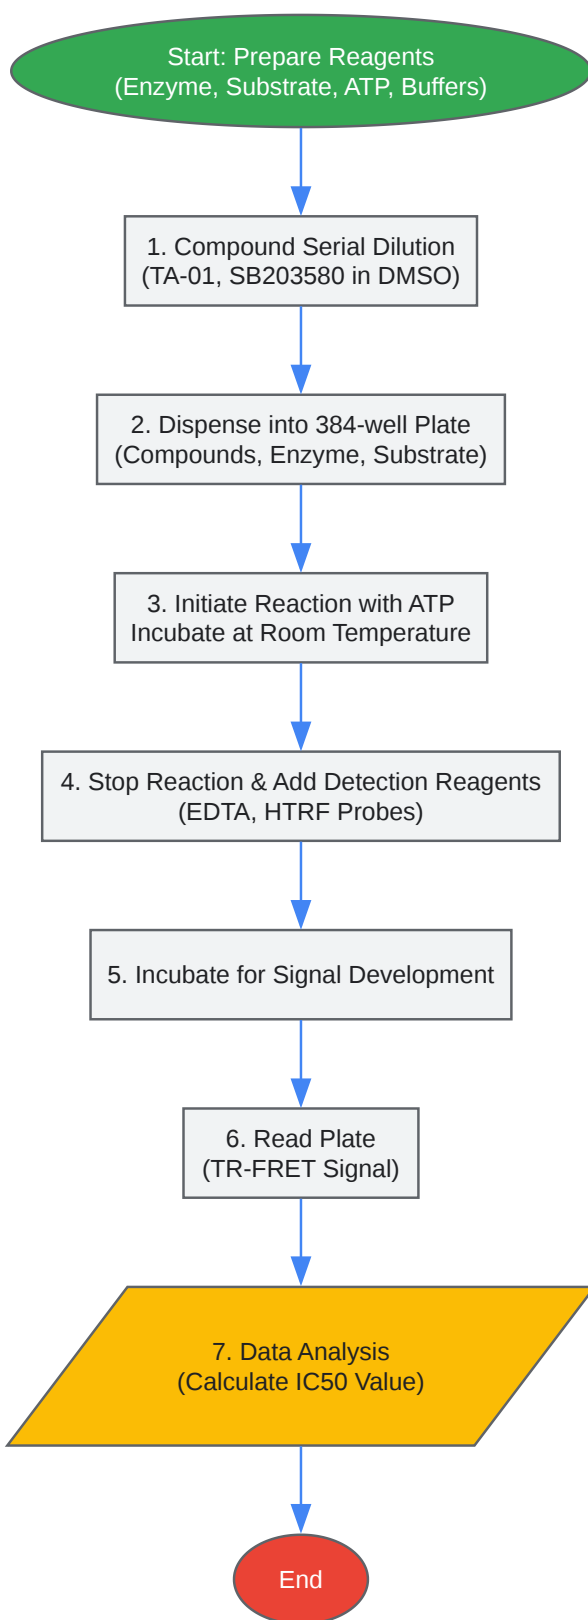 Start: Prepare Reagents
(Enzyme, Substrate, ATP, Buffers)
1. Compound Serial Dilution
(TA-01, SB203580 in DMSO)
2. Dispense into 384-well Plate
(Compounds, Enzyme, Substrate)
3. Initiate Reaction with ATP
Incubate at Room Temperature
4. Stop Reaction & Add Detection Reagents
(EDTA, HTRF Probes)
5. Incubate for Signal Development
6. Read Plate
(TR-FRET Signal)
7. Data Analysis
(Calculate IC50 Value)
End